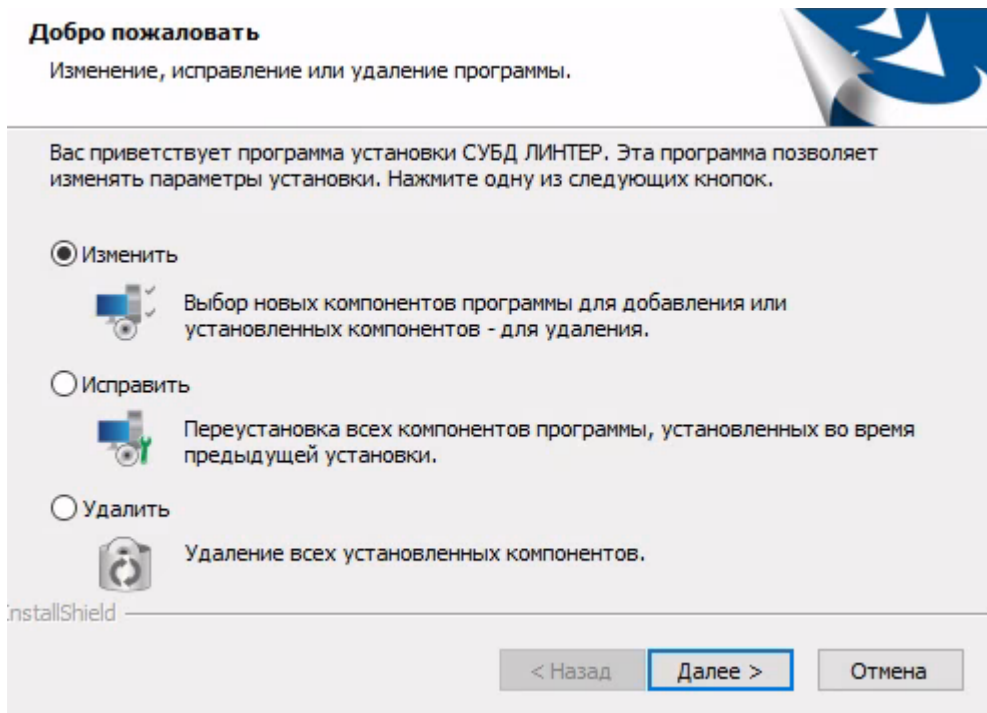 Добро пожаловать
Изменение, исправление или удаление программы.
Вас приветствует программа установки СУБД ЛИНТЕР. Эта программа позволяет
изменять параметры установки. Нажмите одну из следующих кнопок.
Изменить
Выбор новых компонентов программы для добавления или
установленных компонентов - для удаления.
Исправить
Переустановка всех компонентов программы, установленных во время
предыдущей установки.
Удалить
Удаление всех установленных компонентов.
InstallShield
< Назад
Далее >
Отмена